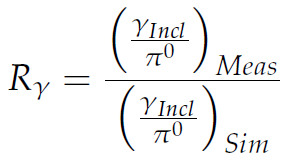 R_γ = (γ_Incl / π^0)_Meas / (γ_Incl / π^0)_Sim